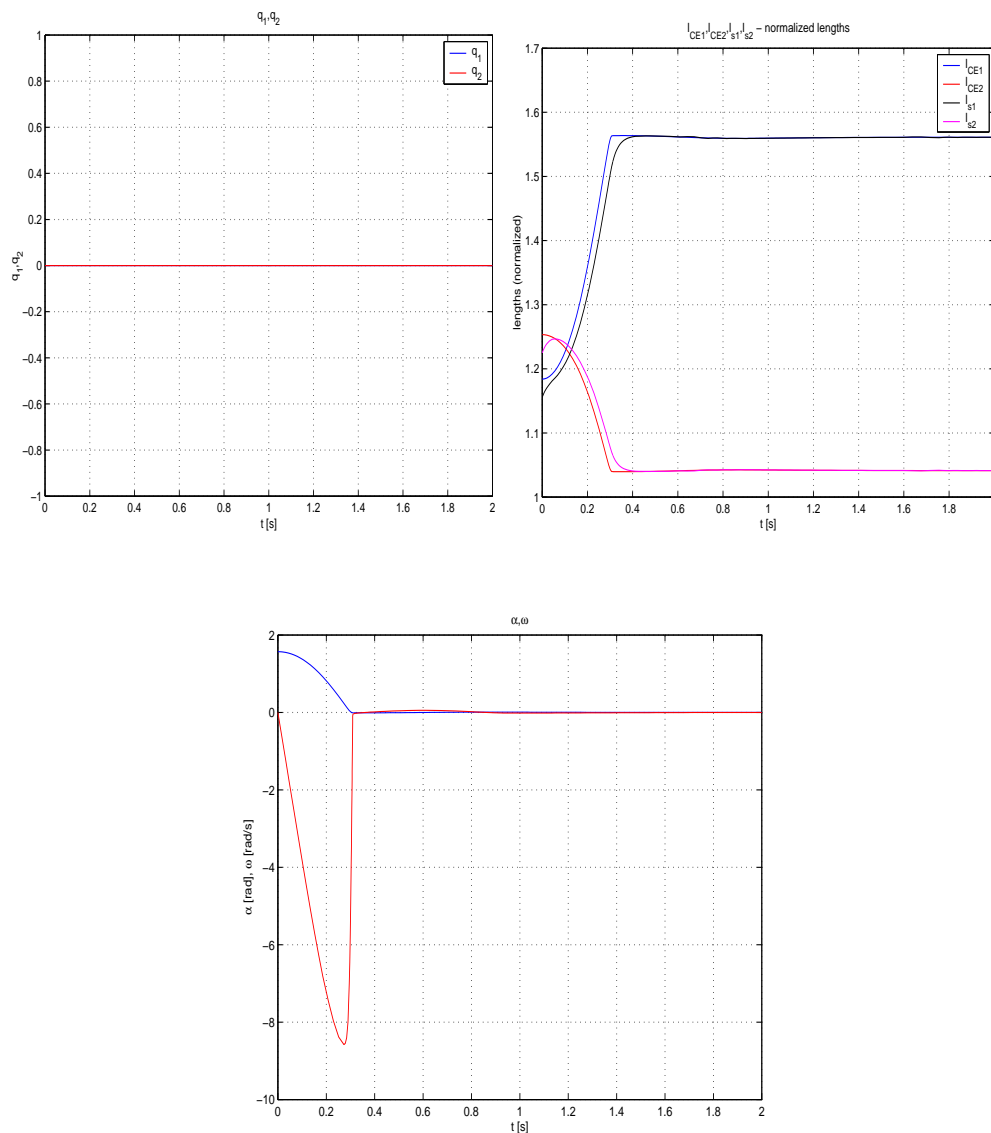 q1,q2
1
0.8
0.6
0.4
0.2
0
−0.2
−0.4
−0.6
−0.8
−1
q1,q2
q1
q2
0 0.2 0.4 0.6 0.8 1 1.2 1.4 1.6 1.8 2
t [s]
lCE1,lCE2,ls1,ls2 − normalized lengths
1.7
1.6
1.5
1.4
1.3
1.2
1.1
1
lengths (normalized)
lCE1
lCE2
ls1
ls2
0 0.2 0.4 0.6 0.8 1 1.2 1.4 1.6 1.8
t [s]
α,ω
2
0
−2
−4
−6
−8
−10
α [rad], ω [rad/s]
0 0.2 0.4 0.6 0.8 1 1.2 1.4 1.6 1.8 2
t [s]